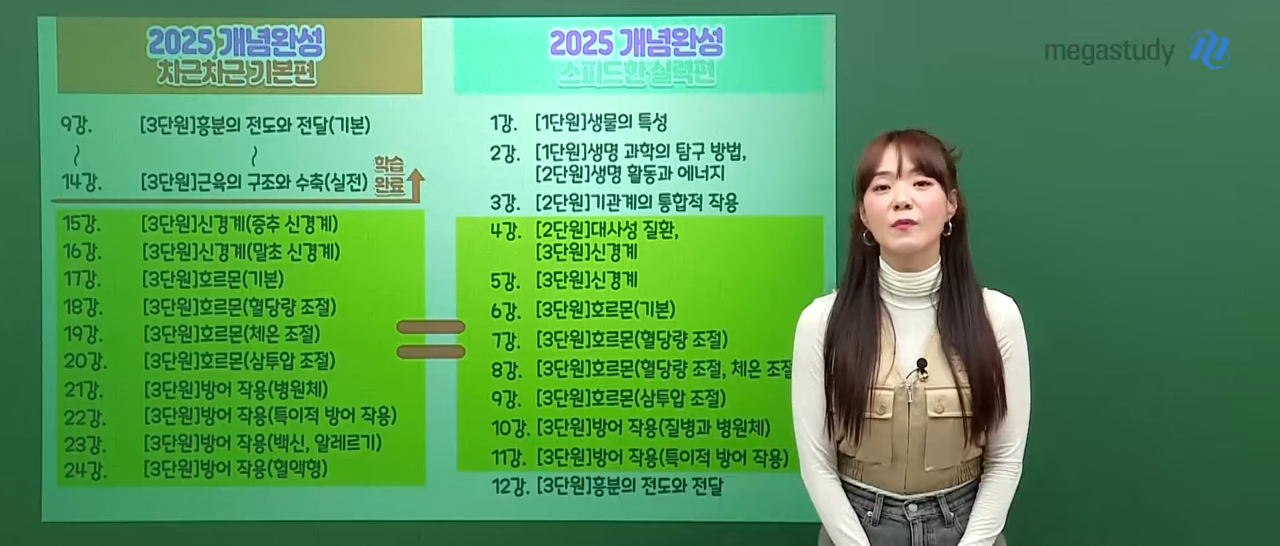 2025 개념완성
차근차근 기본편
9강. [3단원]흥분의 전도와 전달(기본)
~ ~
14강. [3단원]근육의 구조와 수축(실전)
학습
완료
15강. [3단원]신경계(중추 신경계)
16강. [3단원]신경계(말초 신경계)
17강. [3단원]호르몬(기본)
18강. [3단원]호르몬(혈당량 조절)
19강. [3단원]호르몬(체온 조절)
20강. [3단원]호르몬(삼투압 조절)
21강. [3단원]방어 작용(병원체)
22강. [3단원]방어 작용(특이적 방어 작용)
23강. [3단원]방어 작용(백신, 알레르기)
24강. [3단원]방어 작용(혈액형)
=
2025 개념완성
스피드한 실력편
1강. [1단원]생물의 특성
2강. [1단원]생명 과학의 탐구 방법,
[2단원]생명 활동과 에너지
3강. [2단원]기관계의 통합적 작용
4강. [2단원]대사성 질환,
[3단원]신경계
5강. [3단원]신경계
6강. [3단원]호르몬(기본)
7강. [3단원]호르몬(혈당량 조절)
8강. [3단원]호르몬(혈당량 조절, 체온 조절
9강. [3단원]호르몬(삼투압 조절)
10강. [3단원]방어 작용(질병과 병원체)
11강. [3단원]방어 작용(특이적 방어 작용)
12강. [3단원]흥분의 전도와 전달
megastudy